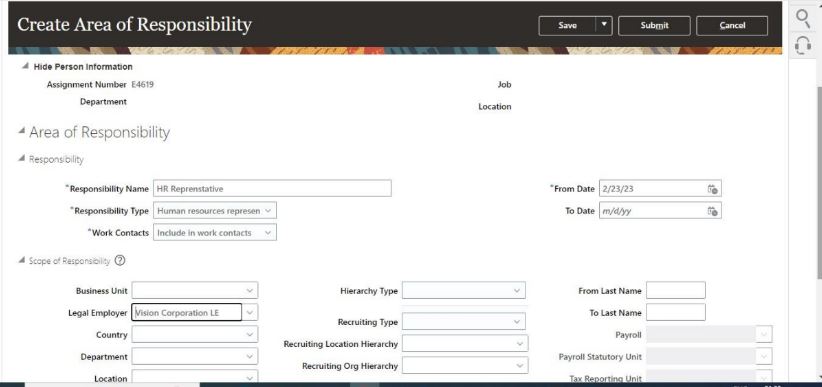 Create Area of Responsibility Save Submit Cancel
Hide Person Information
Assignment Number E4619 Job
Department
Location
Area of Responsibility
Responsibility
*Responsibility Name HR Reprenstative *From Date 2/23/23
*Responsibility Type Human resources represen To Date m/d/yy
*Work Contacts Include in work contacts
Scope of Responsibility ?
Business Unit Hierarchy Type From Last Name
Legal Employer Vision Corporation LE To Last Name
Recruiting Type
Country Payroll
Recruiting Location Hierarchy
Department Payroll Statutory Unit
Recruiting Org Hierarchy
Location Tax Reporting Unit